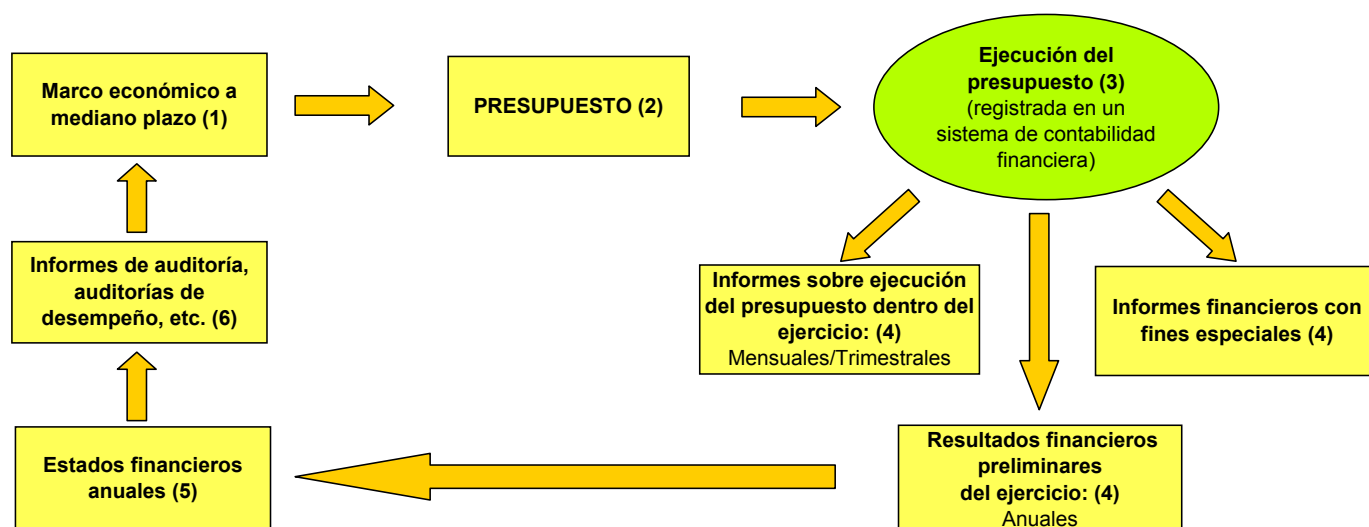 Marco económico a
mediano plazo (1)
PRESUPUESTO (2)
Ejecución del
presupuesto (3)
(registrada en un
sistema de contabilidad
financiera)
Informes de auditoría,
auditorías de
desempeño, etc. (6)
Informes sobre ejecución
del presupuesto dentro del
ejercicio: (4)
Mensuales/Trimestrales
Informes financieros con
fines especiales (4)
Estados financieros
anuales (5)
Resultados financieros
preliminares
del ejercicio: (4)
Anuales